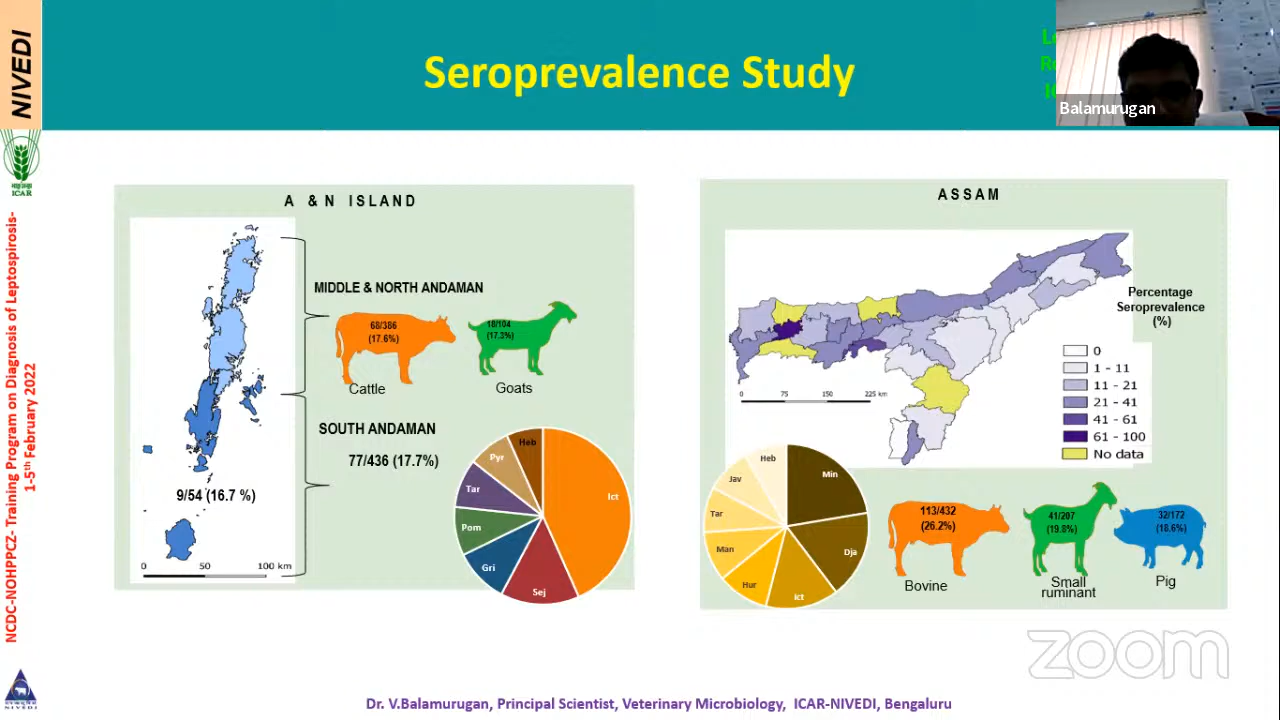 Seroprevalence Study
Balamurugan
NIVEDI
ICAR
NCDC-NOHPPCZ- Training Program on Diagnosis of Leptospirosis-
1-5th February 2022
NIVEDI
A & N ISLAND
MIDDLE & NORTH ANDAMAN
68/386
(17.6%)
Cattle
18/104
(17.3%)
Goats
SOUTH ANDAMAN
77/436 (17.7%)
9/54 (16.7 %)
0 50 100 km
Heb
Pyr
Tar
Pom
Gri
Sej
Ict
ASSAM
Percentage
Seroprevalence
(%)
0
1 - 11
11 - 21
21 - 41
41 - 61
61 - 100
No data
0 75 150 225 km
Heb
Jav
Tar
Man
Hur
Ict
Dja
Min
113/432
(26.2%)
Bovine
41/207
(19.8%)
Small
ruminant
32/172
(18.6%)
Pig
zoom
Dr. V.Balamurugan, Principal Scientist, Veterinary Microbiology, ICAR-NIVEDI, Bengaluru